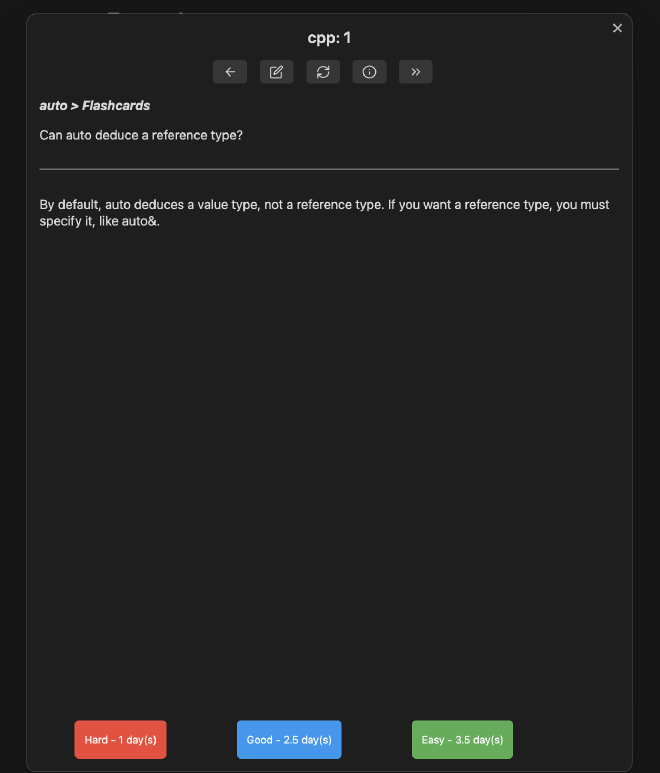 cpp: 1
auto > Flashcards
Can auto deduce a reference type?
By default, auto deduces a value type, not a reference type. If you want a reference type, you must
specify it, like auto&.
Hard - 1 day(s)
Good - 2.5 day(s)
Easy - 3.5 day(s)